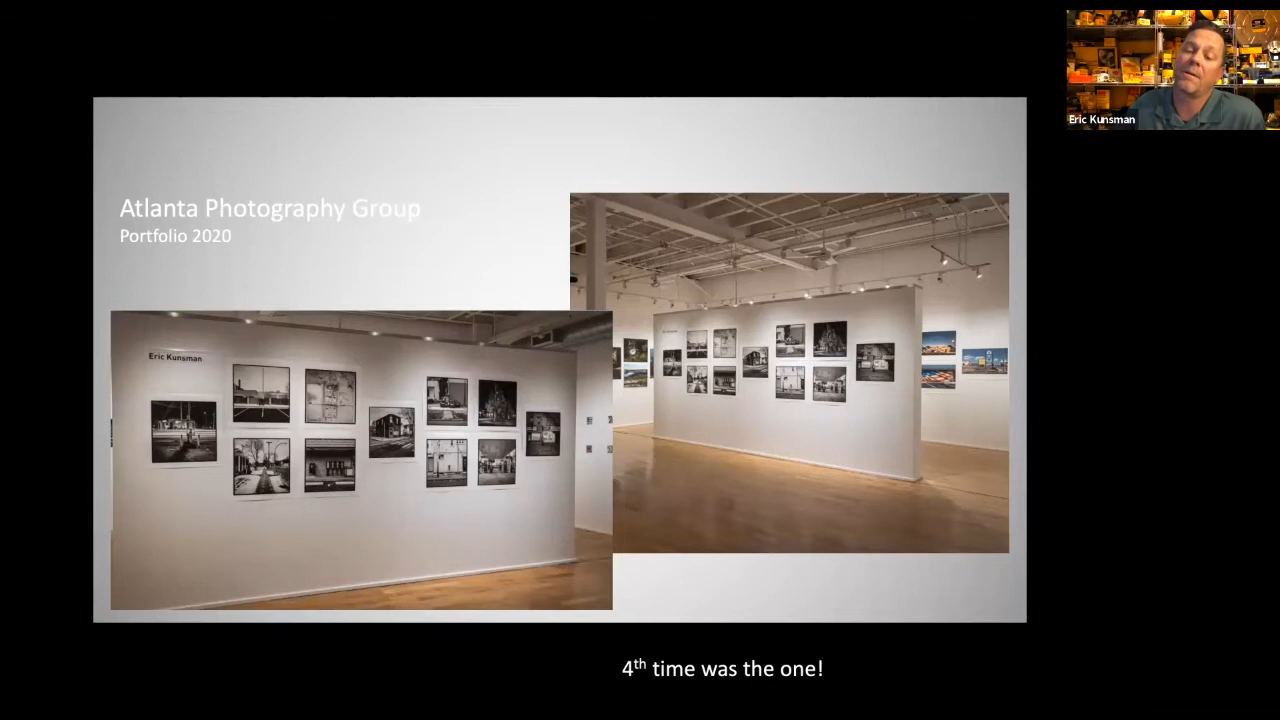 Eric Kunsman
Atlanta Photography Group
Portfolio 2020
Eric Kunsman
4th time was the one!